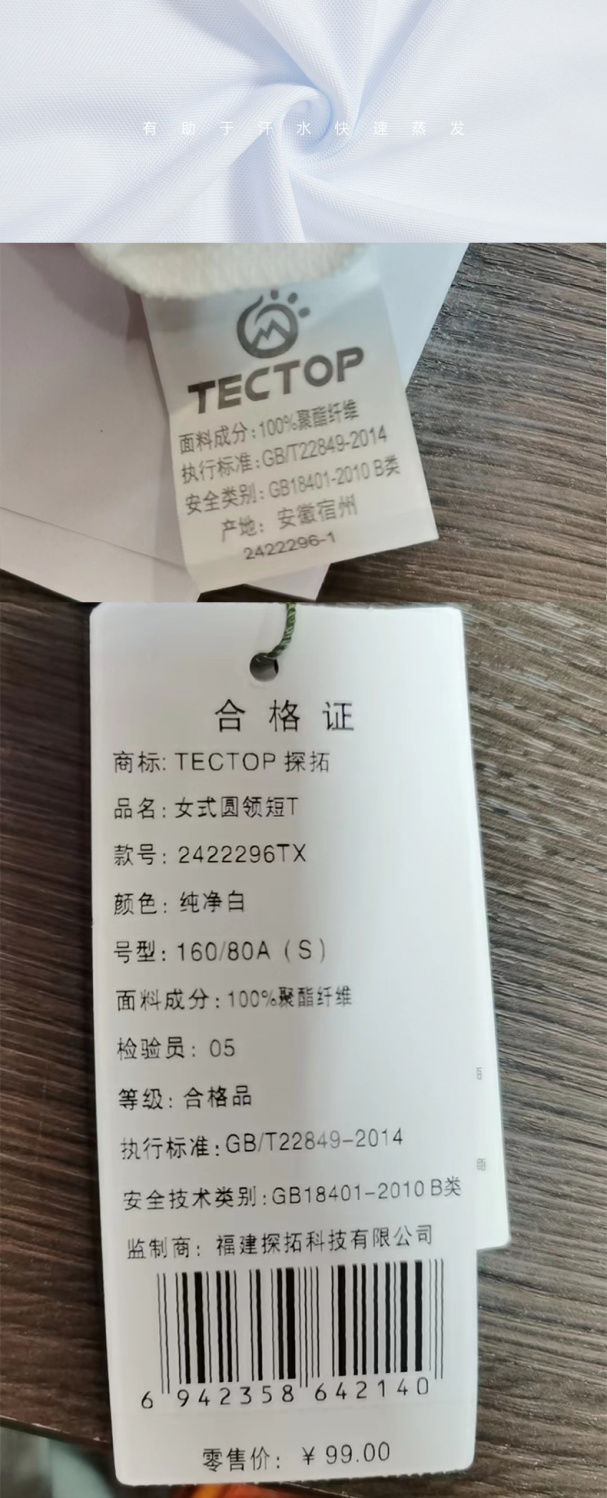 有助于汗水快速蒸发
TECTOP
面料成分:100%聚酯纤维
执行标准:GB/T22849-2014
安全类别:GB18401-2010 B类
产地: 安徽宿州
2422296-1
合格证
商标: TECTOP 探拓
品名: 女式圆领短T
款号: 2422296TX
颜色: 纯净白
号型: 160/80A (S)
面料成分: 100%聚酯纤维
检验员: 05
等级: 合格品
执行标准:GB/T22849-2014
安全技术类别:GB18401-2010 B类
监制商: 福建探拓科技有限公司
6 942358 642140
零售价: ¥ 99.00